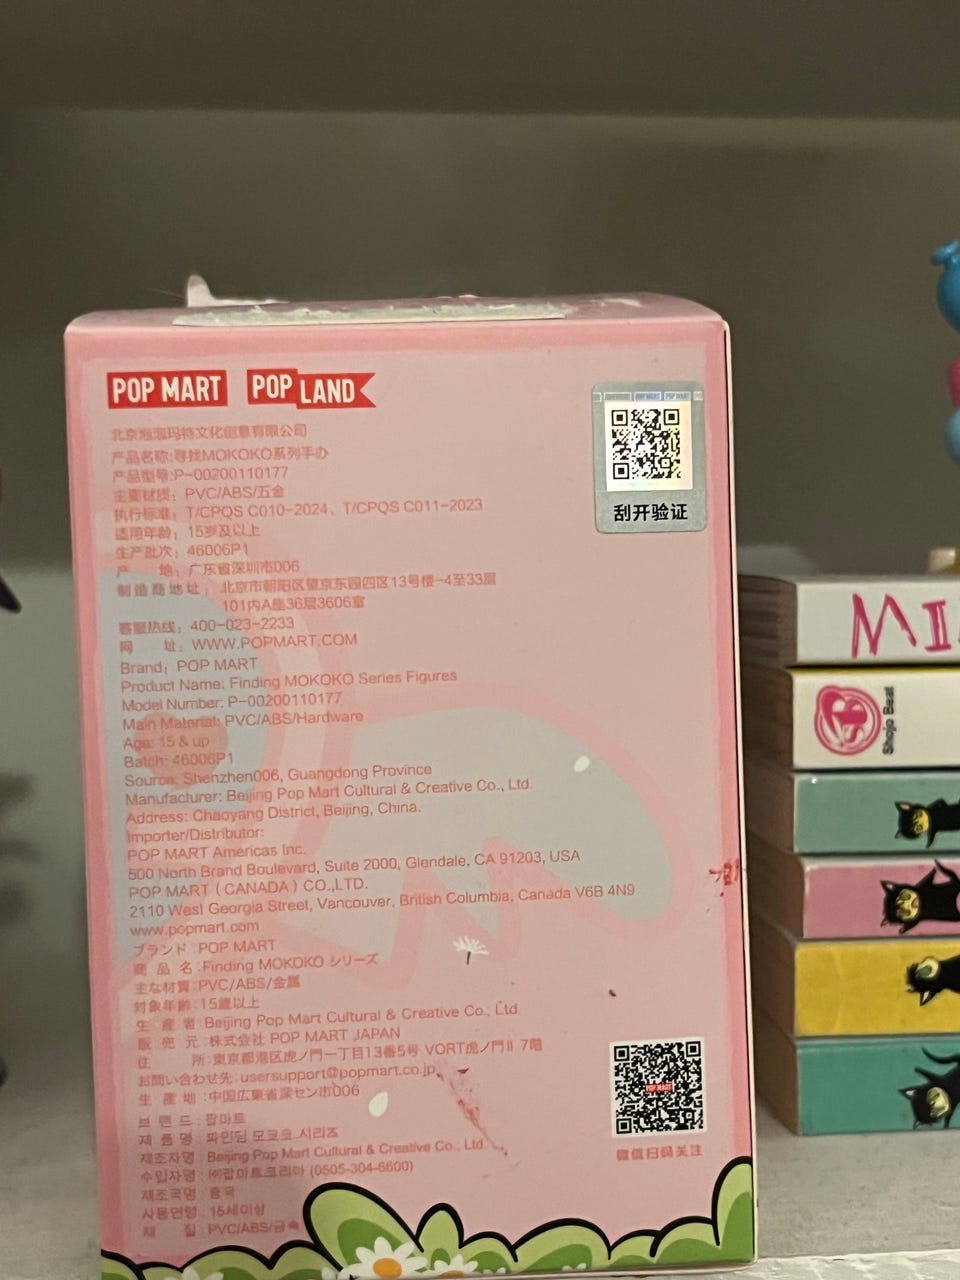 POP MART POP LAND
北京泡泡玛特文化创意有限公司
产品名称:寻找MOKOKO系列手办
产品型号:P-00200110177
主要材质：PVC/ABS/五金
执行标准：T/CPQS C010-2024、T/CPQS C011-2023
适用年龄：15岁及以上
生产批次：46006P1
产 地：广东省深圳市006
制造商地址：北京市朝阳区望京东园四区13号楼-4至33层
101内A座36层3606室
客服热线：400-023-2233
网 址：WWW.POPMART.COM
Brand：POP MART
Product Name: Finding MOKOKO Series Figures
Model Number: P-00200110177
Main Material: PVC/ABS/Hardware
Age: 15 & up
Batch: 46006P1
Source: Shenzhen006, Guangdong Province
Manufacturer: Beijing Pop Mart Cultural & Creative Co., Ltd.
Address: Chaoyang District, Beijing, China.
Importer/Distributor:
POP MART Americas Inc.
500 North Brand Boulevard, Suite 2000, Glendale, CA 91203, USA
POP MART（CANADA）CO.,LTD.
2110 West Georgia Street, Vancouver, British Columbia, Canada V6B 4N9
www.popmart.com
ブランド:POP MART
商 品 名:Finding MOKOKO シリーズ
主な材質:PVC/ABS/金属
対象年齢:15歳以上
生 産 者:Beijing Pop Mart Cultural & Creative Co., Ltd
販 売 元:株式会社 POP MART JAPAN
住 所:東京都港区虎ノ門一丁目13番5号 VORT虎ノ門II 7階
お問い合わせ先:usersupport@popmart.co.jp
生 産 地:中国広東省深セン市006
브 랜 드:팝마트
제 품 명:파인딩 모코코 시리즈
제조자명:Beijing Pop Mart Cultural & Creative Co., Ltd
수입자명:㈜팝마트코리아 (0505-304-6600)
제조국명:중국
사용연령:15세이상
재 질:PVC/ABS/금속
刮开验证
POP MART
微信扫码关注
Shojo Beat